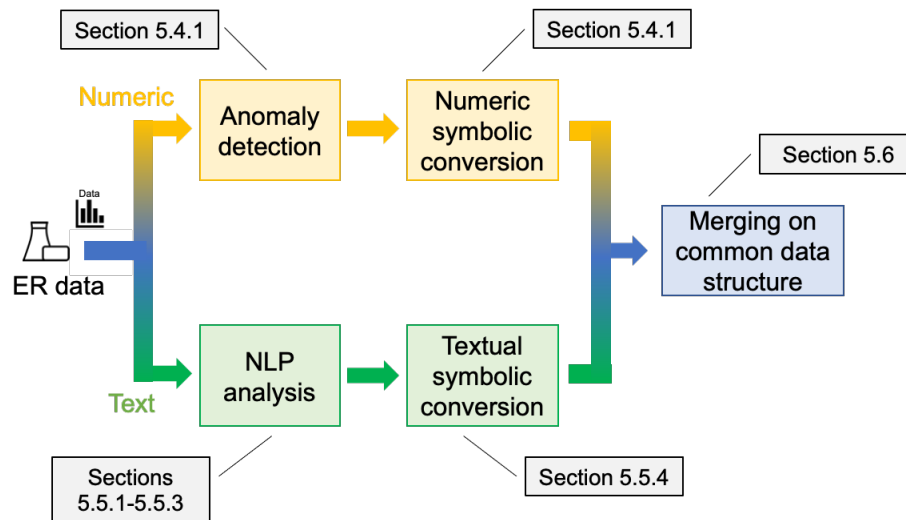 Section 5.4.1
Section 5.4.1
Numeric
Anomaly
detection
Numeric
symbolic
conversion
Section 5.6
Data
ER data
Merging on
common data
structure
Text
NLP
analysis
Textual
symbolic
conversion
Sections
5.5.1-5.5.3
Section 5.5.4